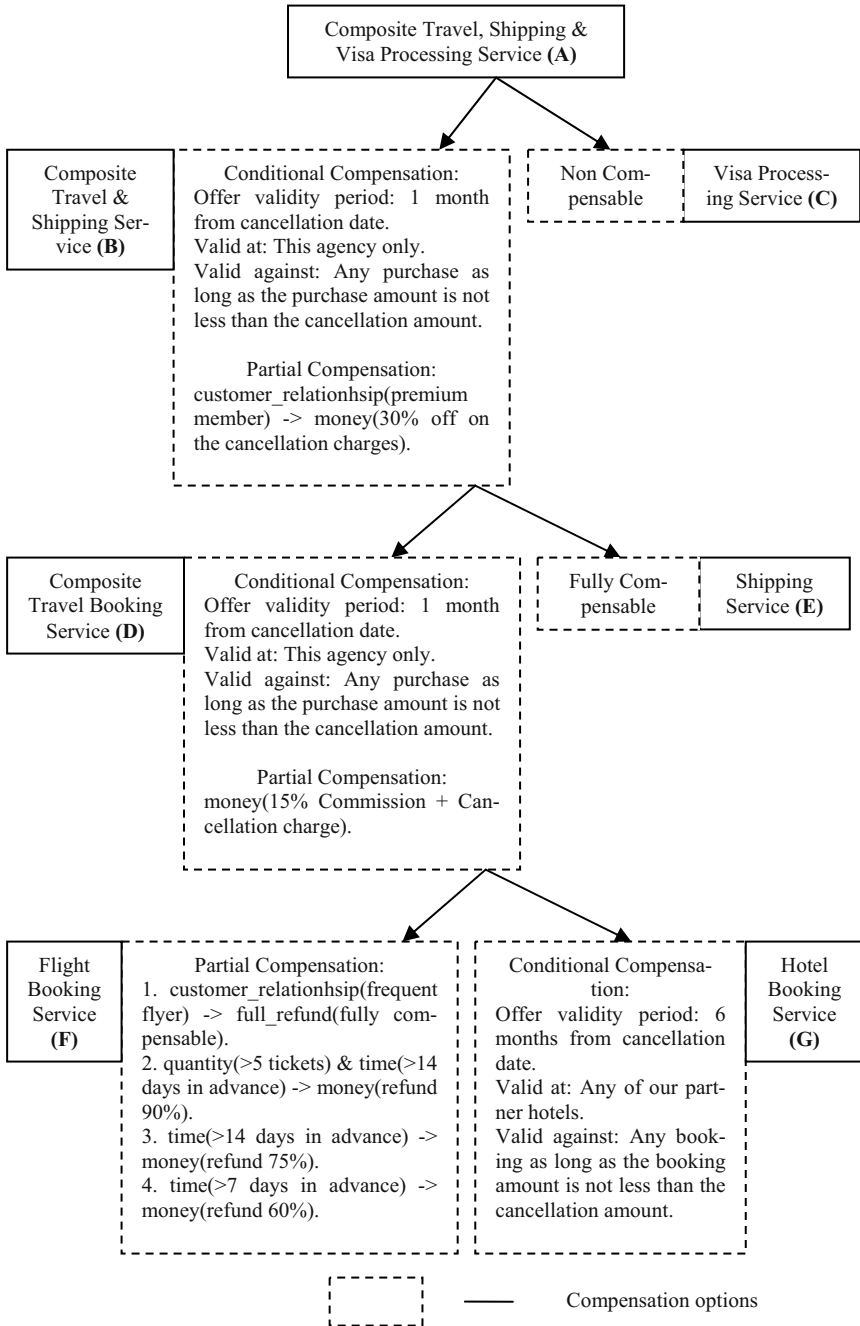 Composite Travel, Shipping &
Visa Processing Service (A)
Composite
Travel &
Shipping Ser-
vice (B)
Conditional Compensation:
Offer validity period: 1 month
from cancellation date.
Valid at: This agency only.
Valid against: Any purchase as
long as the purchase amount is not
less than the cancellation amount.
Partial Compensation:
customer_relationhsip(premium
member) -> money(30% off on
the cancellation charges).
Non Com-
pensable
Visa Process-
ing Service (C)
Composite
Travel Booking
Service (D)
Conditional Compensation:
Offer validity period: 1 month
from cancellation date.
Valid at: This agency only.
Valid against: Any purchase as
long as the purchase amount is not
less than the cancellation amount.
Partial Compensation:
money(15% Commission + Can-
cellation charge).
Fully Com-
pensable
Shipping
Service (E)
Flight
Booking
Service
(F)
Partial Compensation:
1. customer_relationhsip(frequent
flyer) -> full_refund(fully com-
pensable).
2. quantity(>5 tickets) & time(>14
days in advance) -> money(refund
90%).
3. time(>14 days in advance) ->
money(refund 75%).
4. time(>7 days in advance) ->
money(refund 60%).
Conditional Compensa-
tion:
Offer validity period: 6
months from cancellation
date.
Valid at: Any of our part-
ner hotels.
Valid against: Any book-
ing as long as the booking
amount is not less than the
cancellation amount.
Hotel
Booking
Service
(G)
Compensation options